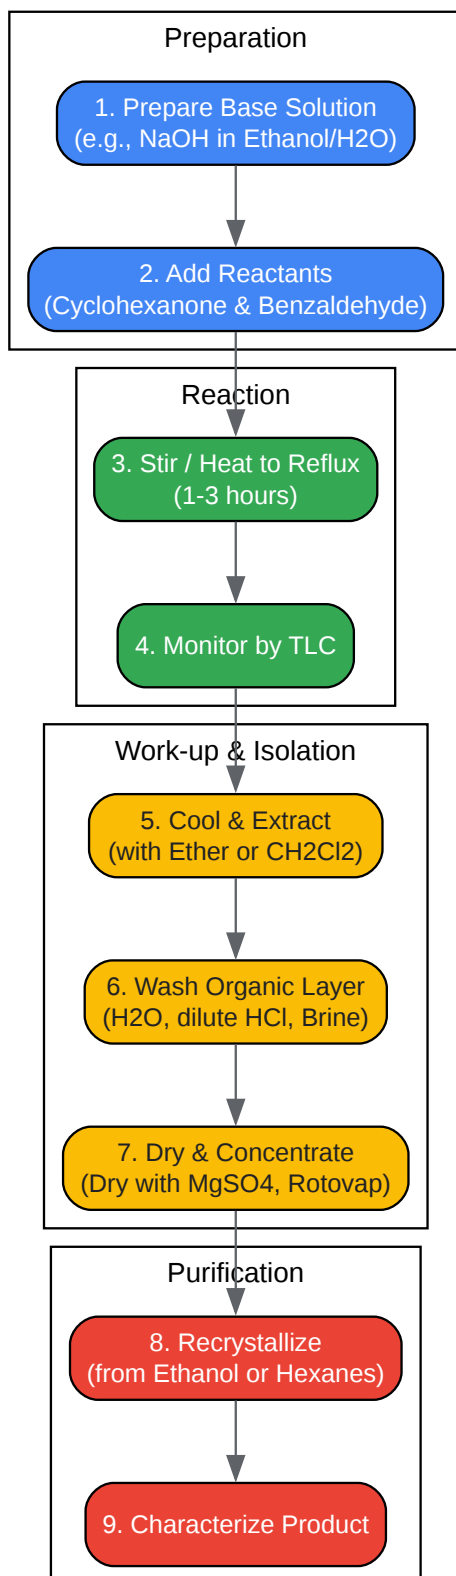 Preparation
1. Prepare Base Solution
(e.g., NaOH in Ethanol/H2O)
2. Add Reactants
(Cyclohexanone & Benzaldehyde)
Reaction
3. Stir / Heat to Reflux
(1-3 hours)
4. Monitor by TLC
Work-up & Isolation
5. Cool & Extract
(with Ether or CH2Cl2)
6. Wash Organic Layer
(H2O, dilute HCl, Brine)
7. Dry & Concentrate
(Dry with MgSO4, Rotovap)
Purification
8. Recrystallize
(from Ethanol or Hexanes)
9. Characterize Product